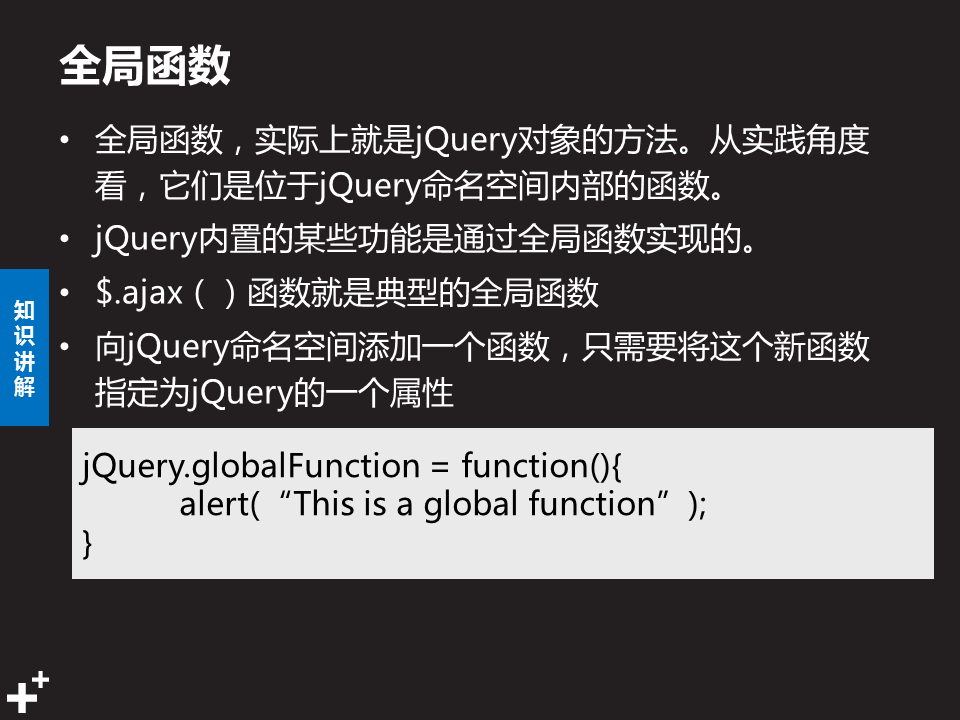 全局函数
• 全局函数，实际上就是jQuery对象的方法。从实践角度
看，它们是位于jQuery命名空间内部的函数。
• jQuery内置的某些功能是通过全局函数实现的。
• $.ajax（）函数就是典型的全局函数
• 向jQuery命名空间添加一个函数，只需要将这个新函数
指定为jQuery的一个属性
知
识
讲
解
jQuery.globalFunction = function(){
alert(“This is a global function”);
}